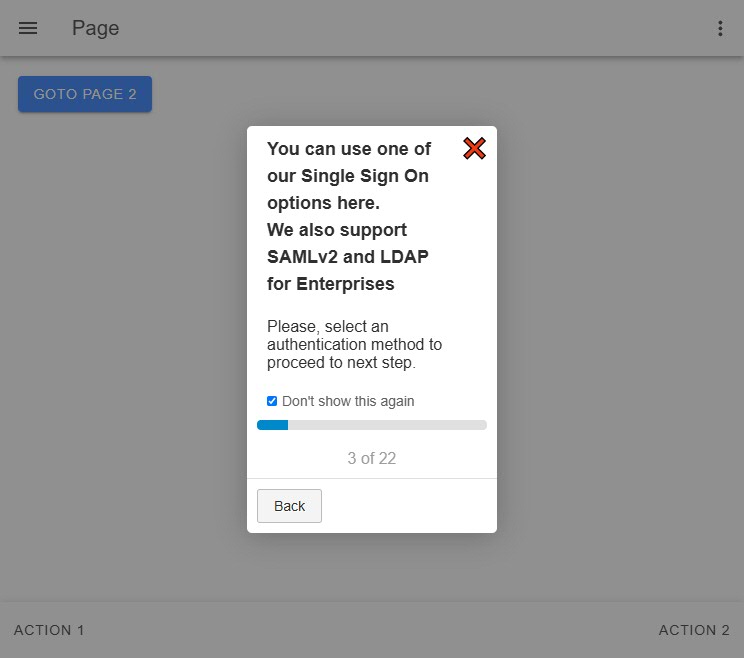 Page
GOTO PAGE 2
You can use one of
our Single Sign On
options here.
We also support
SAMLv2 and LDAP
for Enterprises
Please, select an
authentication method to
proceed to next step.
Don't show this again
3 of 22
Back
ACTION 1
ACTION 2